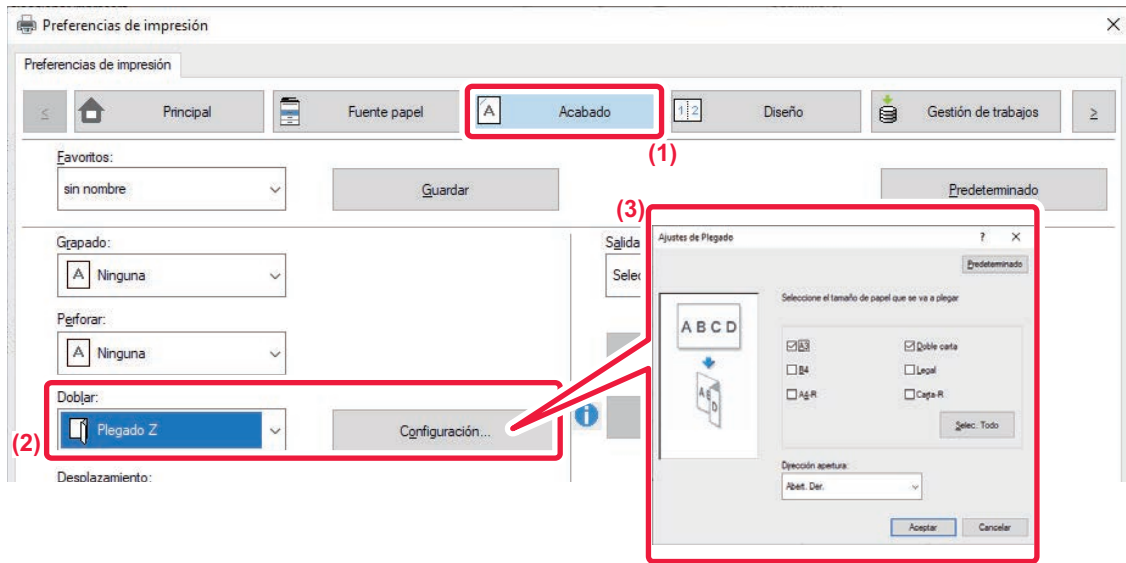 Preferencias de impresión
Preferencias de impresión
< Principal Fuente papel Acabado 1 2 Diseño Gestión de trabajos >
(1)
Favoritos:
sin nombre Guardar Predeterminado
(3)
Grapado: Salida
A Ninguna Selec
Perforar:
A Ninguna
Doblar:
Plegado Z Configuración...
(2)
Desplazamiento:
Ajustes de Plegado ? ×
Predeterminado
Seleccione el tamaño de papel que se va a plegar
A B C D
A3 Doble carta
B4 Legal
A4-R Carta-R
Selec. Todo
Dirección apertura:
Abert. Der.
Aceptar Cancelar